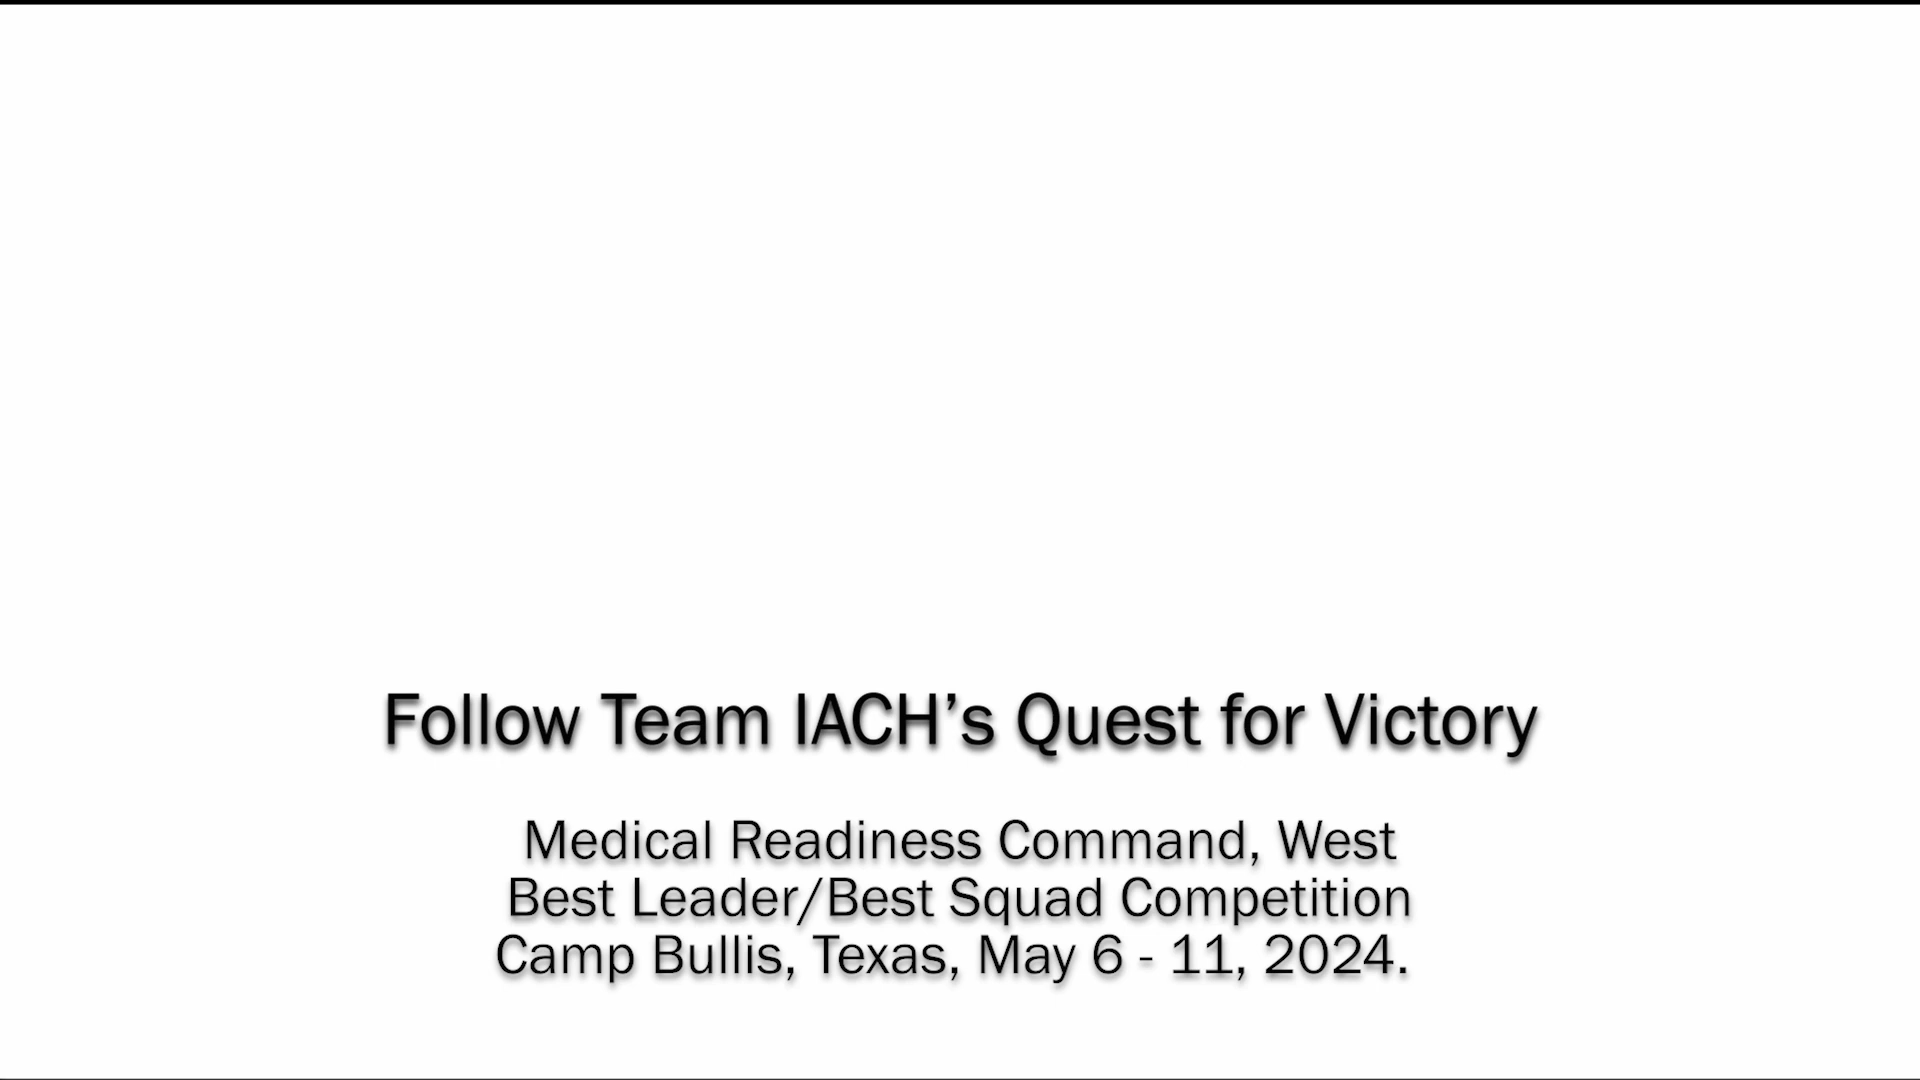 Follow Team IACH’s Quest for Victory
Medical Readiness Command, West
Best Leader/Best Squad Competition
Camp Bullis, Texas, May 6 - 11, 2024.